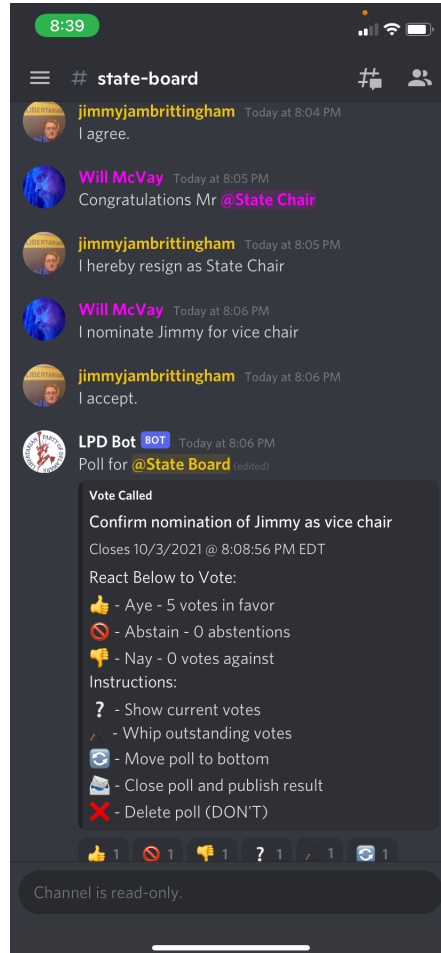 8:39
# state-board
jimmyjambrittingham Today at 8:04 PM
I agree.
Will McVay Today at 8:05 PM
Congratulations Mr @State Chair
jimmyjambrittingham Today at 8:05 PM
I hereby resign as State Chair
Will McVay Today at 8:06 PM
I nominate Jimmy for vice chair
jimmyjambrittingham Today at 8:06 PM
I accept.
LPD Bot BOT Today at 8:06 PM
Poll for @State Board (edited)
Vote Called
Confirm nomination of Jimmy as vice chair
Closes 10/3/2021 @ 8:08:56 PM EDT
React Below to Vote:
👍 - Aye - 5 votes in favor
🚫 - Abstain - 0 abstentions
👎 - Nay - 0 votes against
Instructions:
❔ - Show current votes
- Whip outstanding votes
🔄 - Move poll to bottom
📨 - Close poll and publish result
❌ - Delete poll (DON'T)
👍 1 🚫 1 👎 1 ❔ 1 1 🔄 1
Channel is read-only.